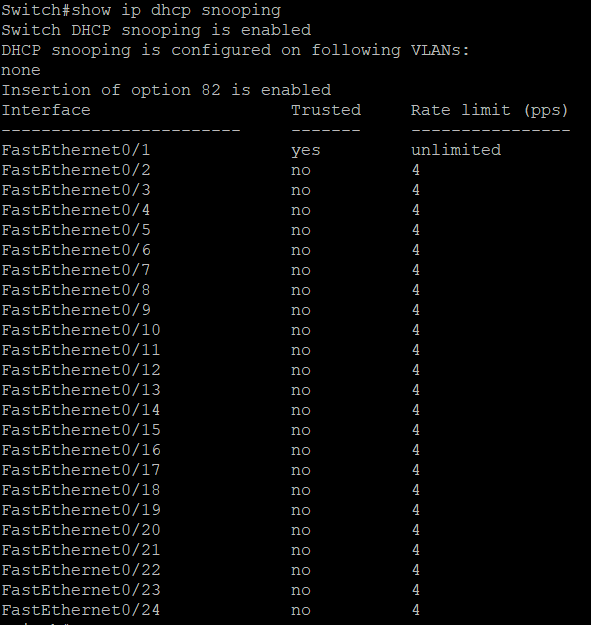 Switch#show ip dhcp snooping
Switch DHCP snooping is enabled
DHCP snooping is configured on following VLANs:
none
Insertion of option 82 is enabled
Interface Trusted Rate limit (pps)
------------------------ ------- ----------------
FastEthernet0/1 yes unlimited
FastEthernet0/2 no 4
FastEthernet0/3 no 4
FastEthernet0/4 no 4
FastEthernet0/5 no 4
FastEthernet0/6 no 4
FastEthernet0/7 no 4
FastEthernet0/8 no 4
FastEthernet0/9 no 4
FastEthernet0/10 no 4
FastEthernet0/11 no 4
FastEthernet0/12 no 4
FastEthernet0/13 no 4
FastEthernet0/14 no 4
FastEthernet0/15 no 4
FastEthernet0/16 no 4
FastEthernet0/17 no 4
FastEthernet0/18 no 4
FastEthernet0/19 no 4
FastEthernet0/20 no 4
FastEthernet0/21 no 4
FastEthernet0/22 no 4
FastEthernet0/23 no 4
FastEthernet0/24 no 4